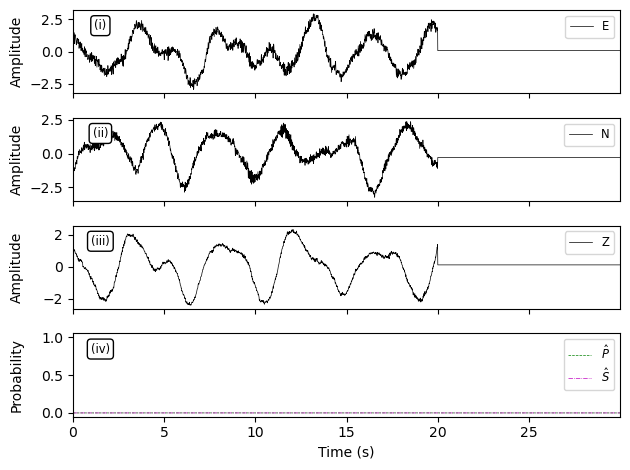 Amplitude
2.5
0.0
−2.5
(i)
E
Amplitude
2.5
0.0
−2.5
(ii)
N
Amplitude
2
0
−2
(iii)
Z
Probability
1.0
0.5
0.0
(iv)
P̂
Ŝ
0 5 10 15 20 25
Time (s)